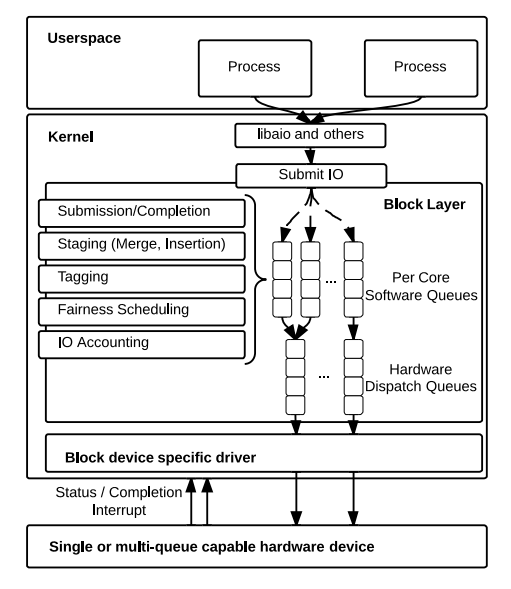 Userspace
Process
Process
Kernel
libaio and others
Submit IO
Block Layer
Submission/Completion
Staging (Merge, Insertion)
Tagging
Fairness Scheduling
IO Accounting
...
Per Core
Software Queues
...
Hardware
Dispatch Queues
Block device specific driver
Status / Completion
Interrupt
Single or multi-queue capable hardware device